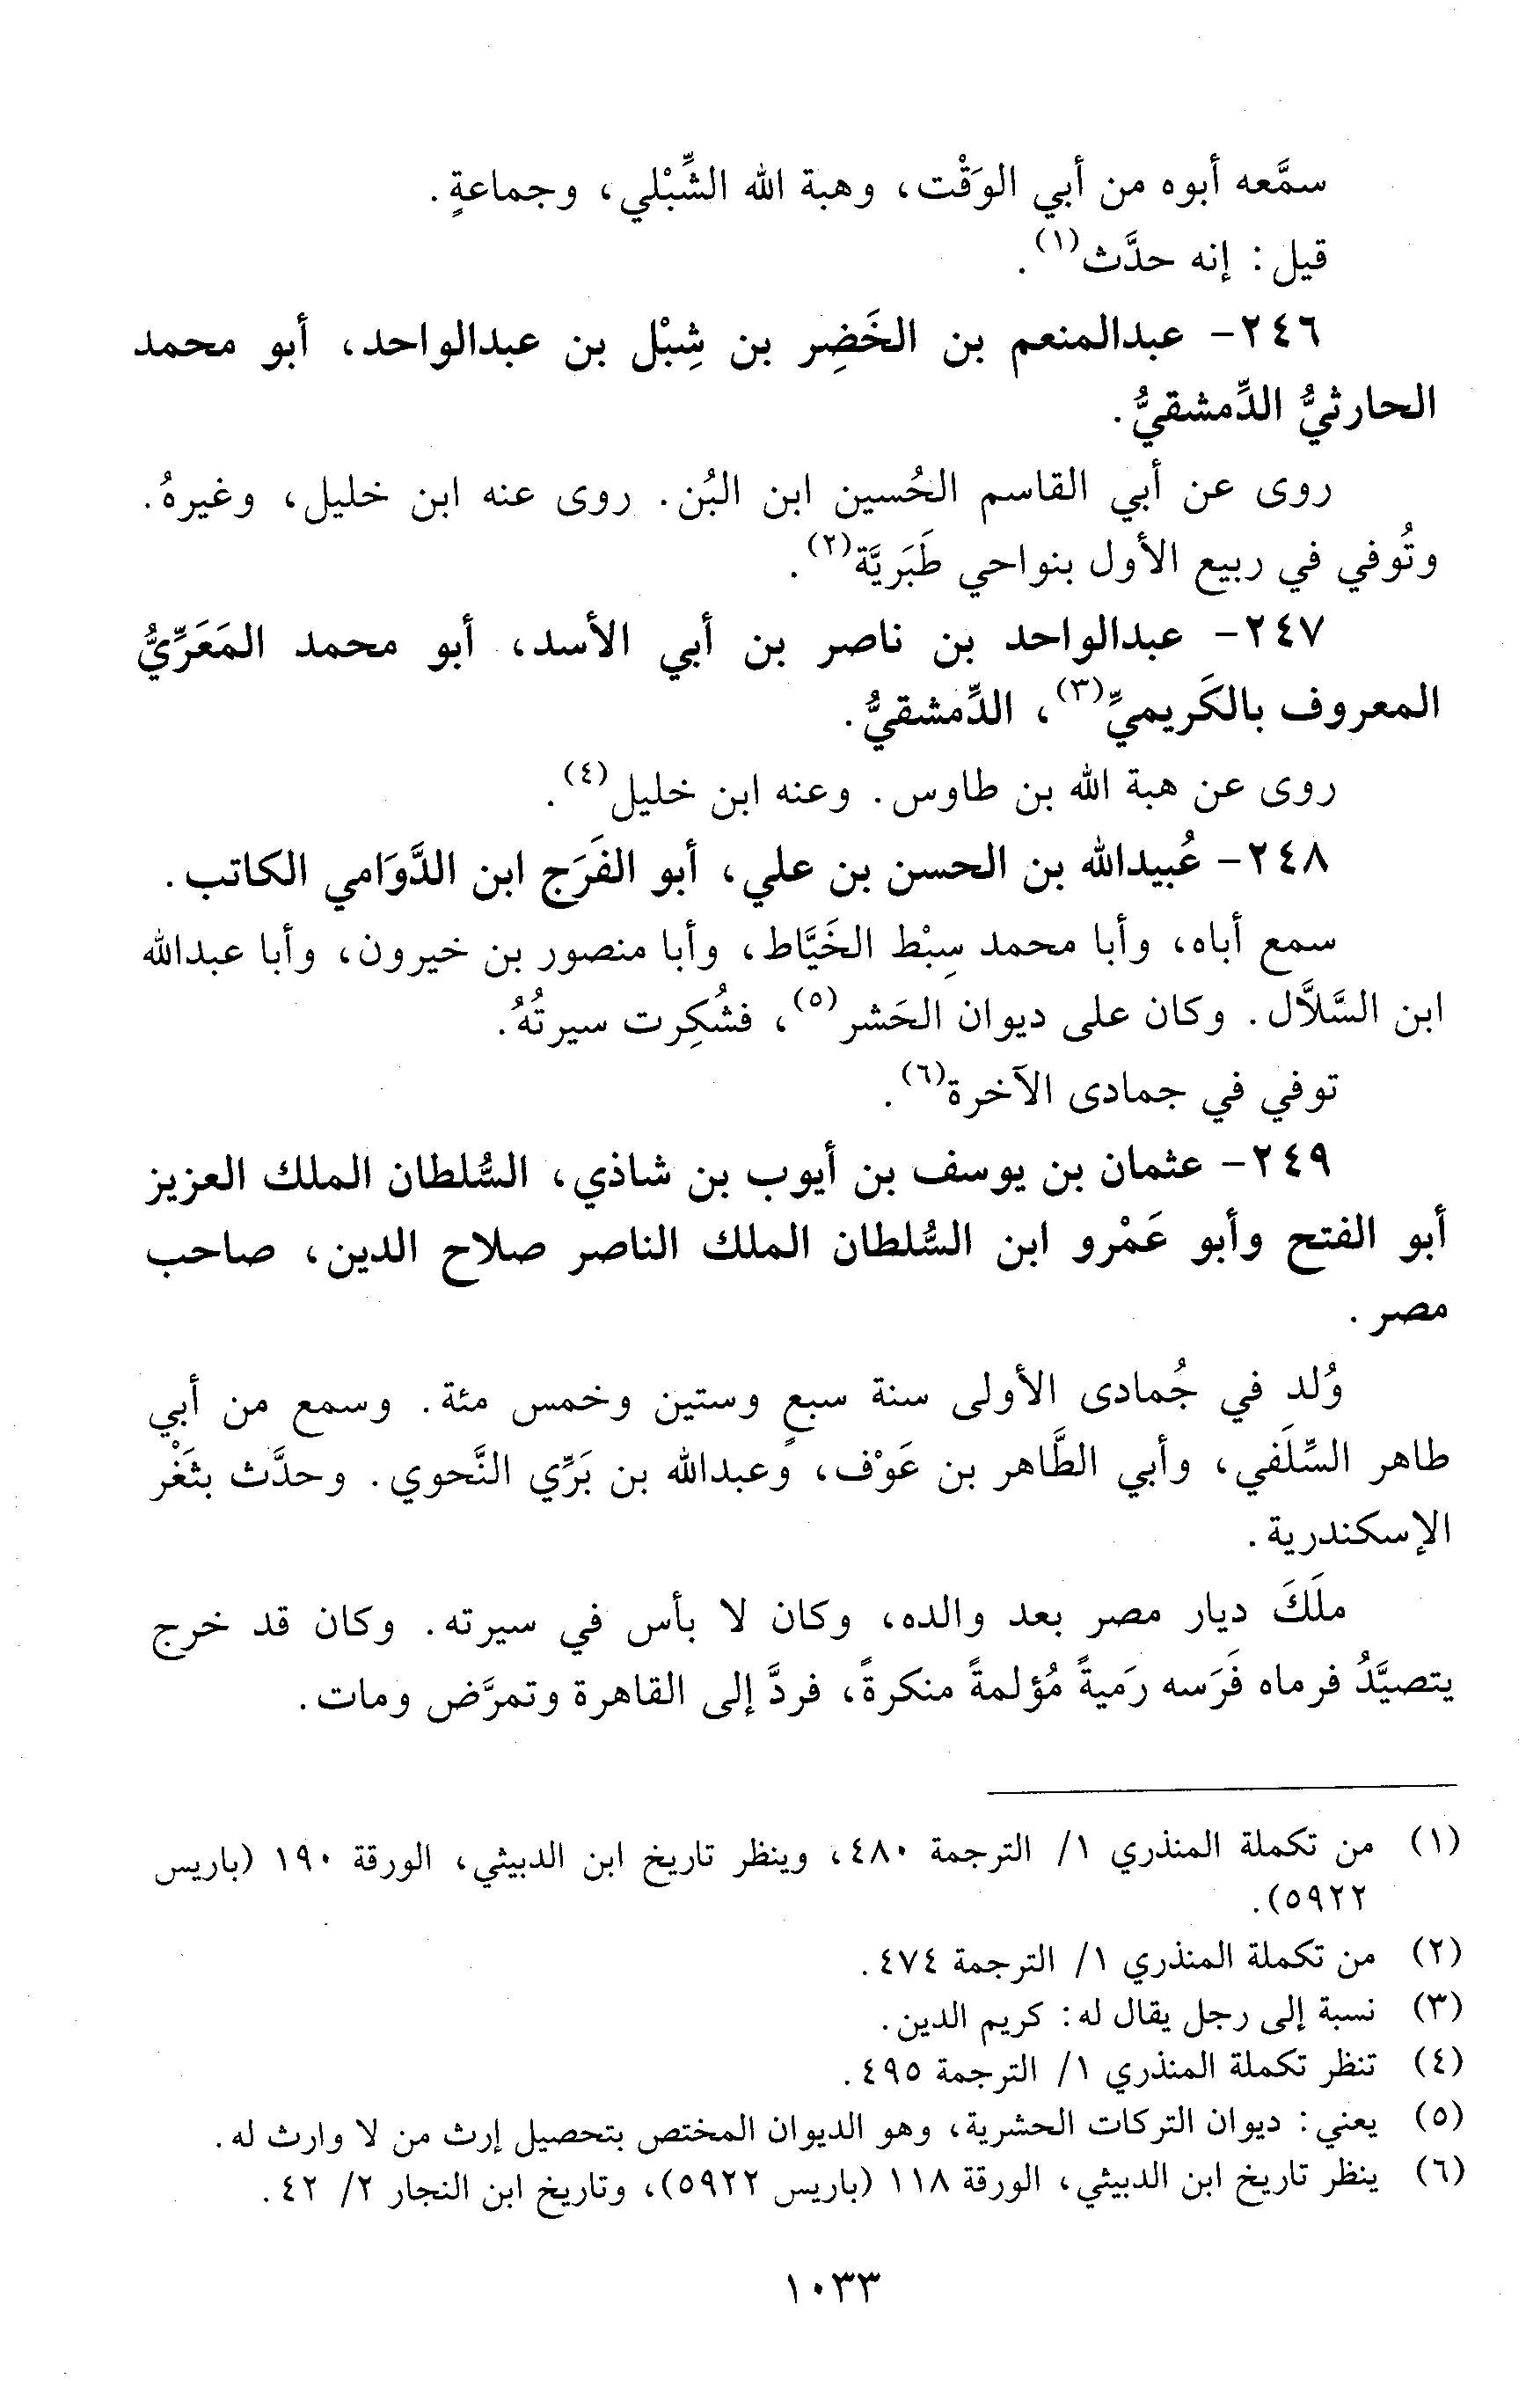 سمَّعه أبوه من أبي الوَقْت، وهبة الله الشِّبْلي، وجماعةٍ.
قيل: إنه حدَّث(١).
٢٤٦- عبدالمنعم بن الخَضِر بن شِبْل بن عبدالواحد، أبو محمد
الحارثيُّ الدِّمشقيُّ.
روى عن أبي القاسم الحُسين ابن البُن. روى عنه ابن خليل، وغيرهُ.
وتُوفي في ربيع الأول بنواحي طَبَريَّة(٢).
٢٤٧- عبدالواحد بن ناصر بن أبي الأسد، أبو محمد المَعَرِّيُّ
المعروف بالكَريميِّ(٣)، الدِّمشقيُّ.
روى عن هبة الله بن طاوس. وعنه ابن خليل(٤).
٢٤٨- عُبيدالله بن الحسن بن علي، أبو الفَرَج ابن الدَّوَامي الكاتب.
سمع أباه، وأبا محمد سِبْط الخَيَّاط، وأبا منصور بن خيرون، وأبا عبدالله
ابن السَّلاَّل. وكان على ديوان الحَشر(٥)، فشُكِرت سيرتُهُ.
توفي في جمادى الآخرة(٦).
٢٤٩- عثمان بن يوسف بن أيوب بن شاذي، السُّلطان الملك العزيز
أبو الفتح وأبو عَمْرو ابن السُّلطان الملك الناصر صلاح الدين، صاحب
مصر.
وُلد في جُمادى الأولى سنة سبعٍ وستين وخمس مئة. وسمع من أبي
طاهر السِّلَفي، وأبي الطَّاهر بن عَوْف، وعبدالله بن بَرِّي النَّحوي. وحدَّث بثَغْر
الإسكندرية.
ملَكَ ديار مصر بعد والده، وكان لا بأس في سيرته. وكان قد خرج
يتصيَّدُ فرماه فَرَسه رَميةً مُؤلمةً منكرةً، فردَّ إلى القاهرة وتمرَّض ومات.
(١) من تكملة المنذري ١/ الترجمة ٤٨٠، وينظر تاريخ ابن الدبيثي، الورقة ١٩٠ (باريس
٥٩٢٢).
(٢) من تكملة المنذري ١/ الترجمة ٤٧٤.
(٣) نسبة إلى رجل يقال له: كريم الدين.
(٤) تنظر تكملة المنذري ١/ الترجمة ٤٩٥.
(٥) يعني: ديوان التركات الحشرية، وهو الديوان المختص بتحصيل إرث من لا وارث له.
(٦) ينظر تاريخ ابن الدبيثي، الورقة ١١٨ (باريس ٥٩٢٢)، وتاريخ ابن النجار ٢/ ٤٢.
١٠٣٣